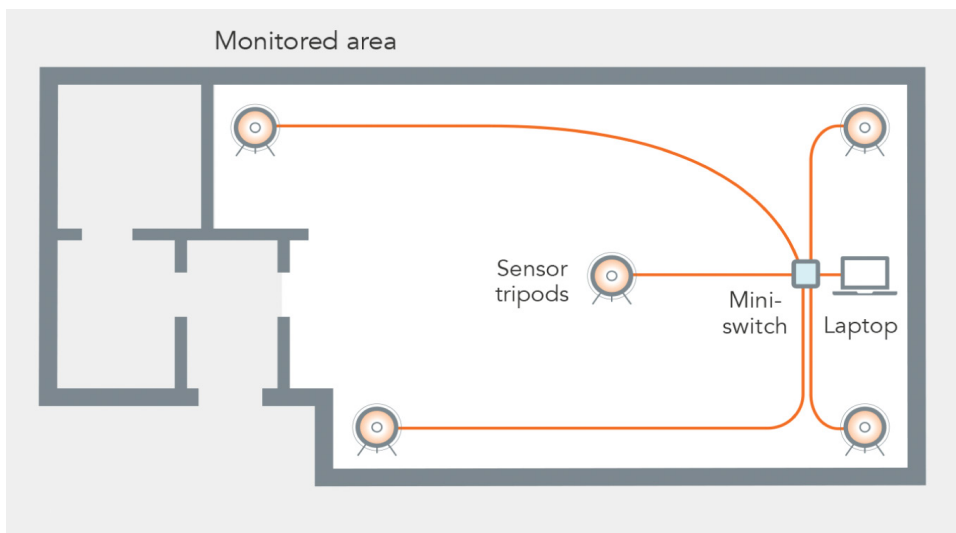 Monitored area
Sensor
tripods
Mini-
switch
Laptop